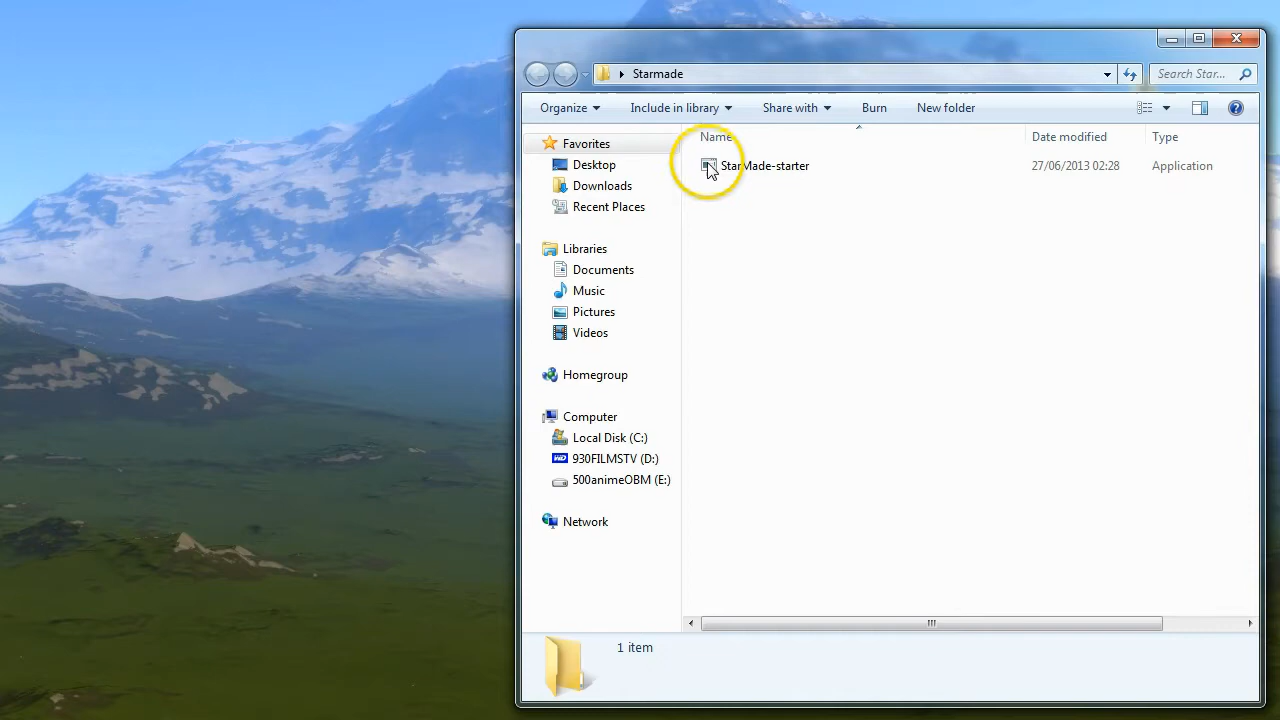 Starmade
Search Star...
Organize
Include in library
Share with
Burn
New folder
Name
Date modified
Type
Favorites
Desktop
Downloads
Recent Places
Libraries
Documents
Music
Pictures
Videos
Homegroup
Computer
Local Disk (C:)
930FILMSTV (D:)
500animeOBM (E:)
Network
StarMade-starter
27/06/2013 02:28
Application
1 item